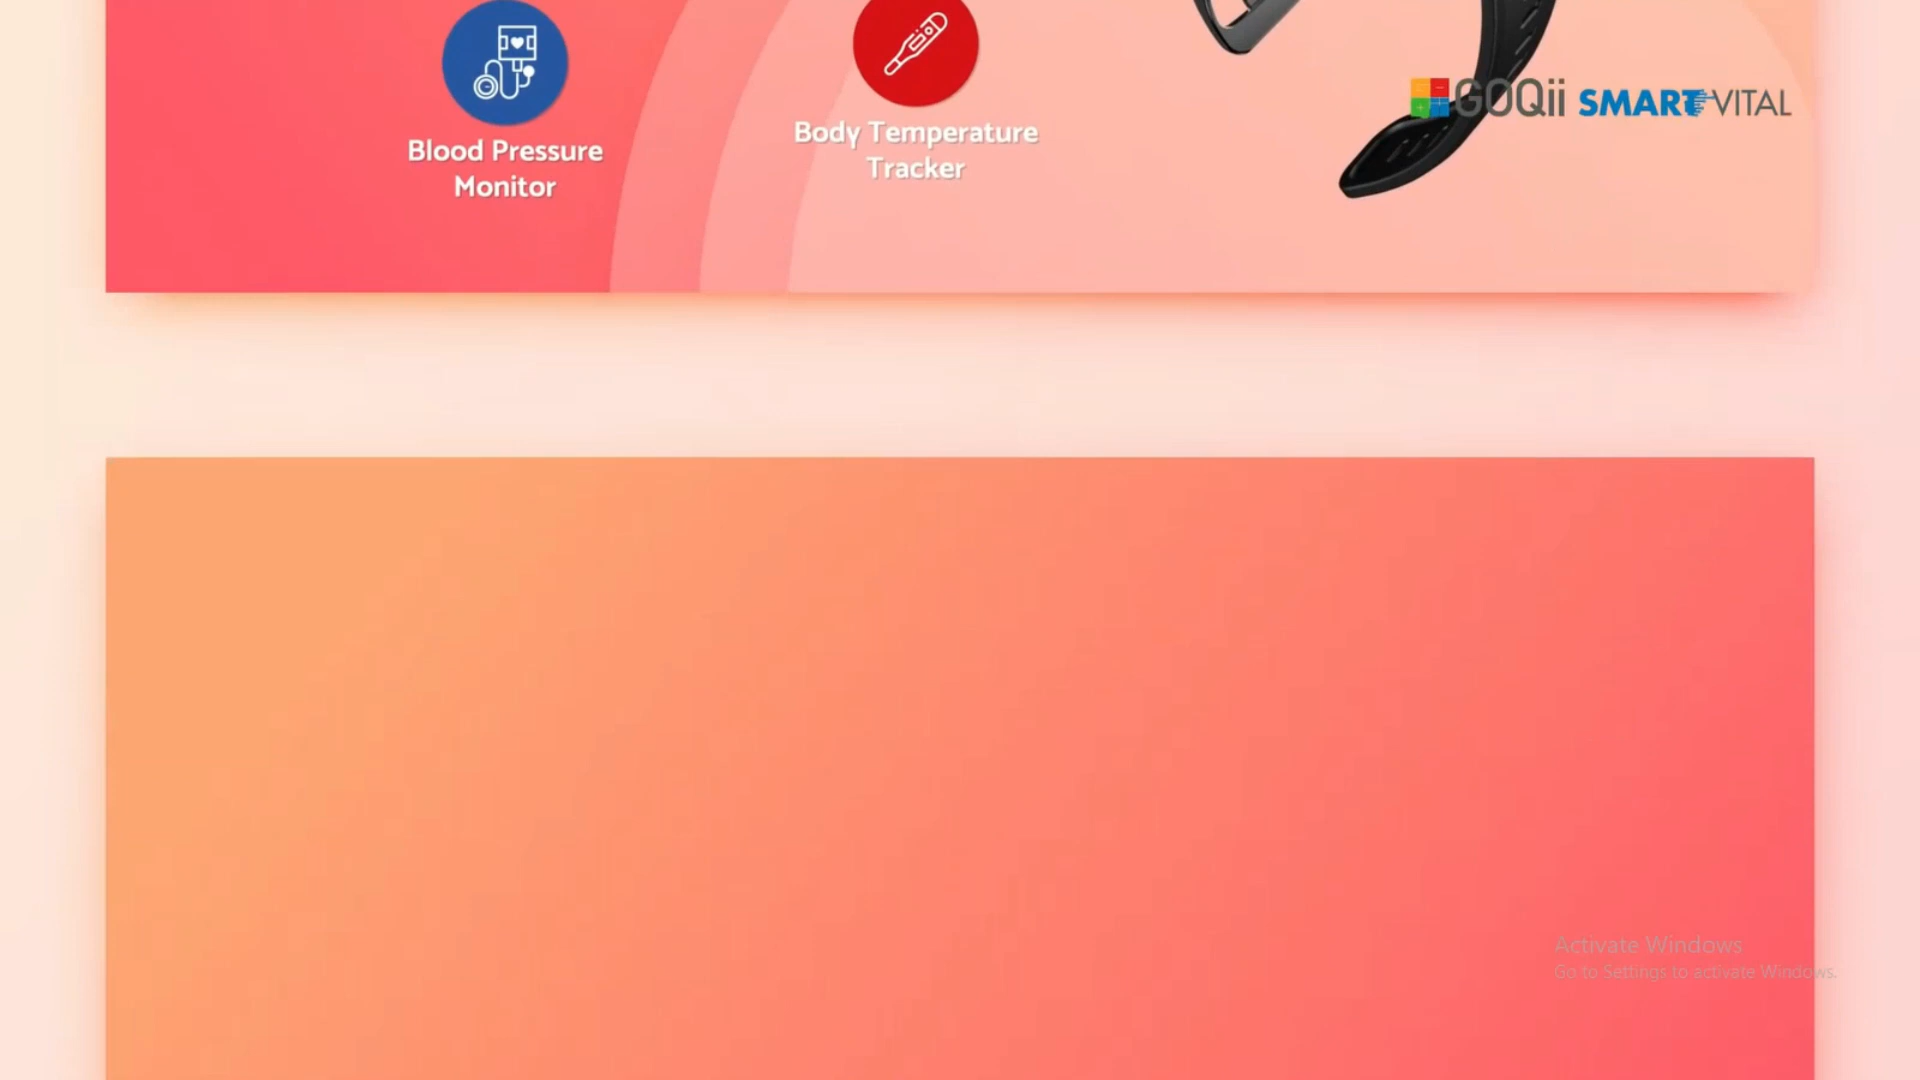 Blood Pressure
Monitor
Body Temperature
Tracker
GOQii SMART VITAL
Activate Windows
Go to Settings to activate Windows.